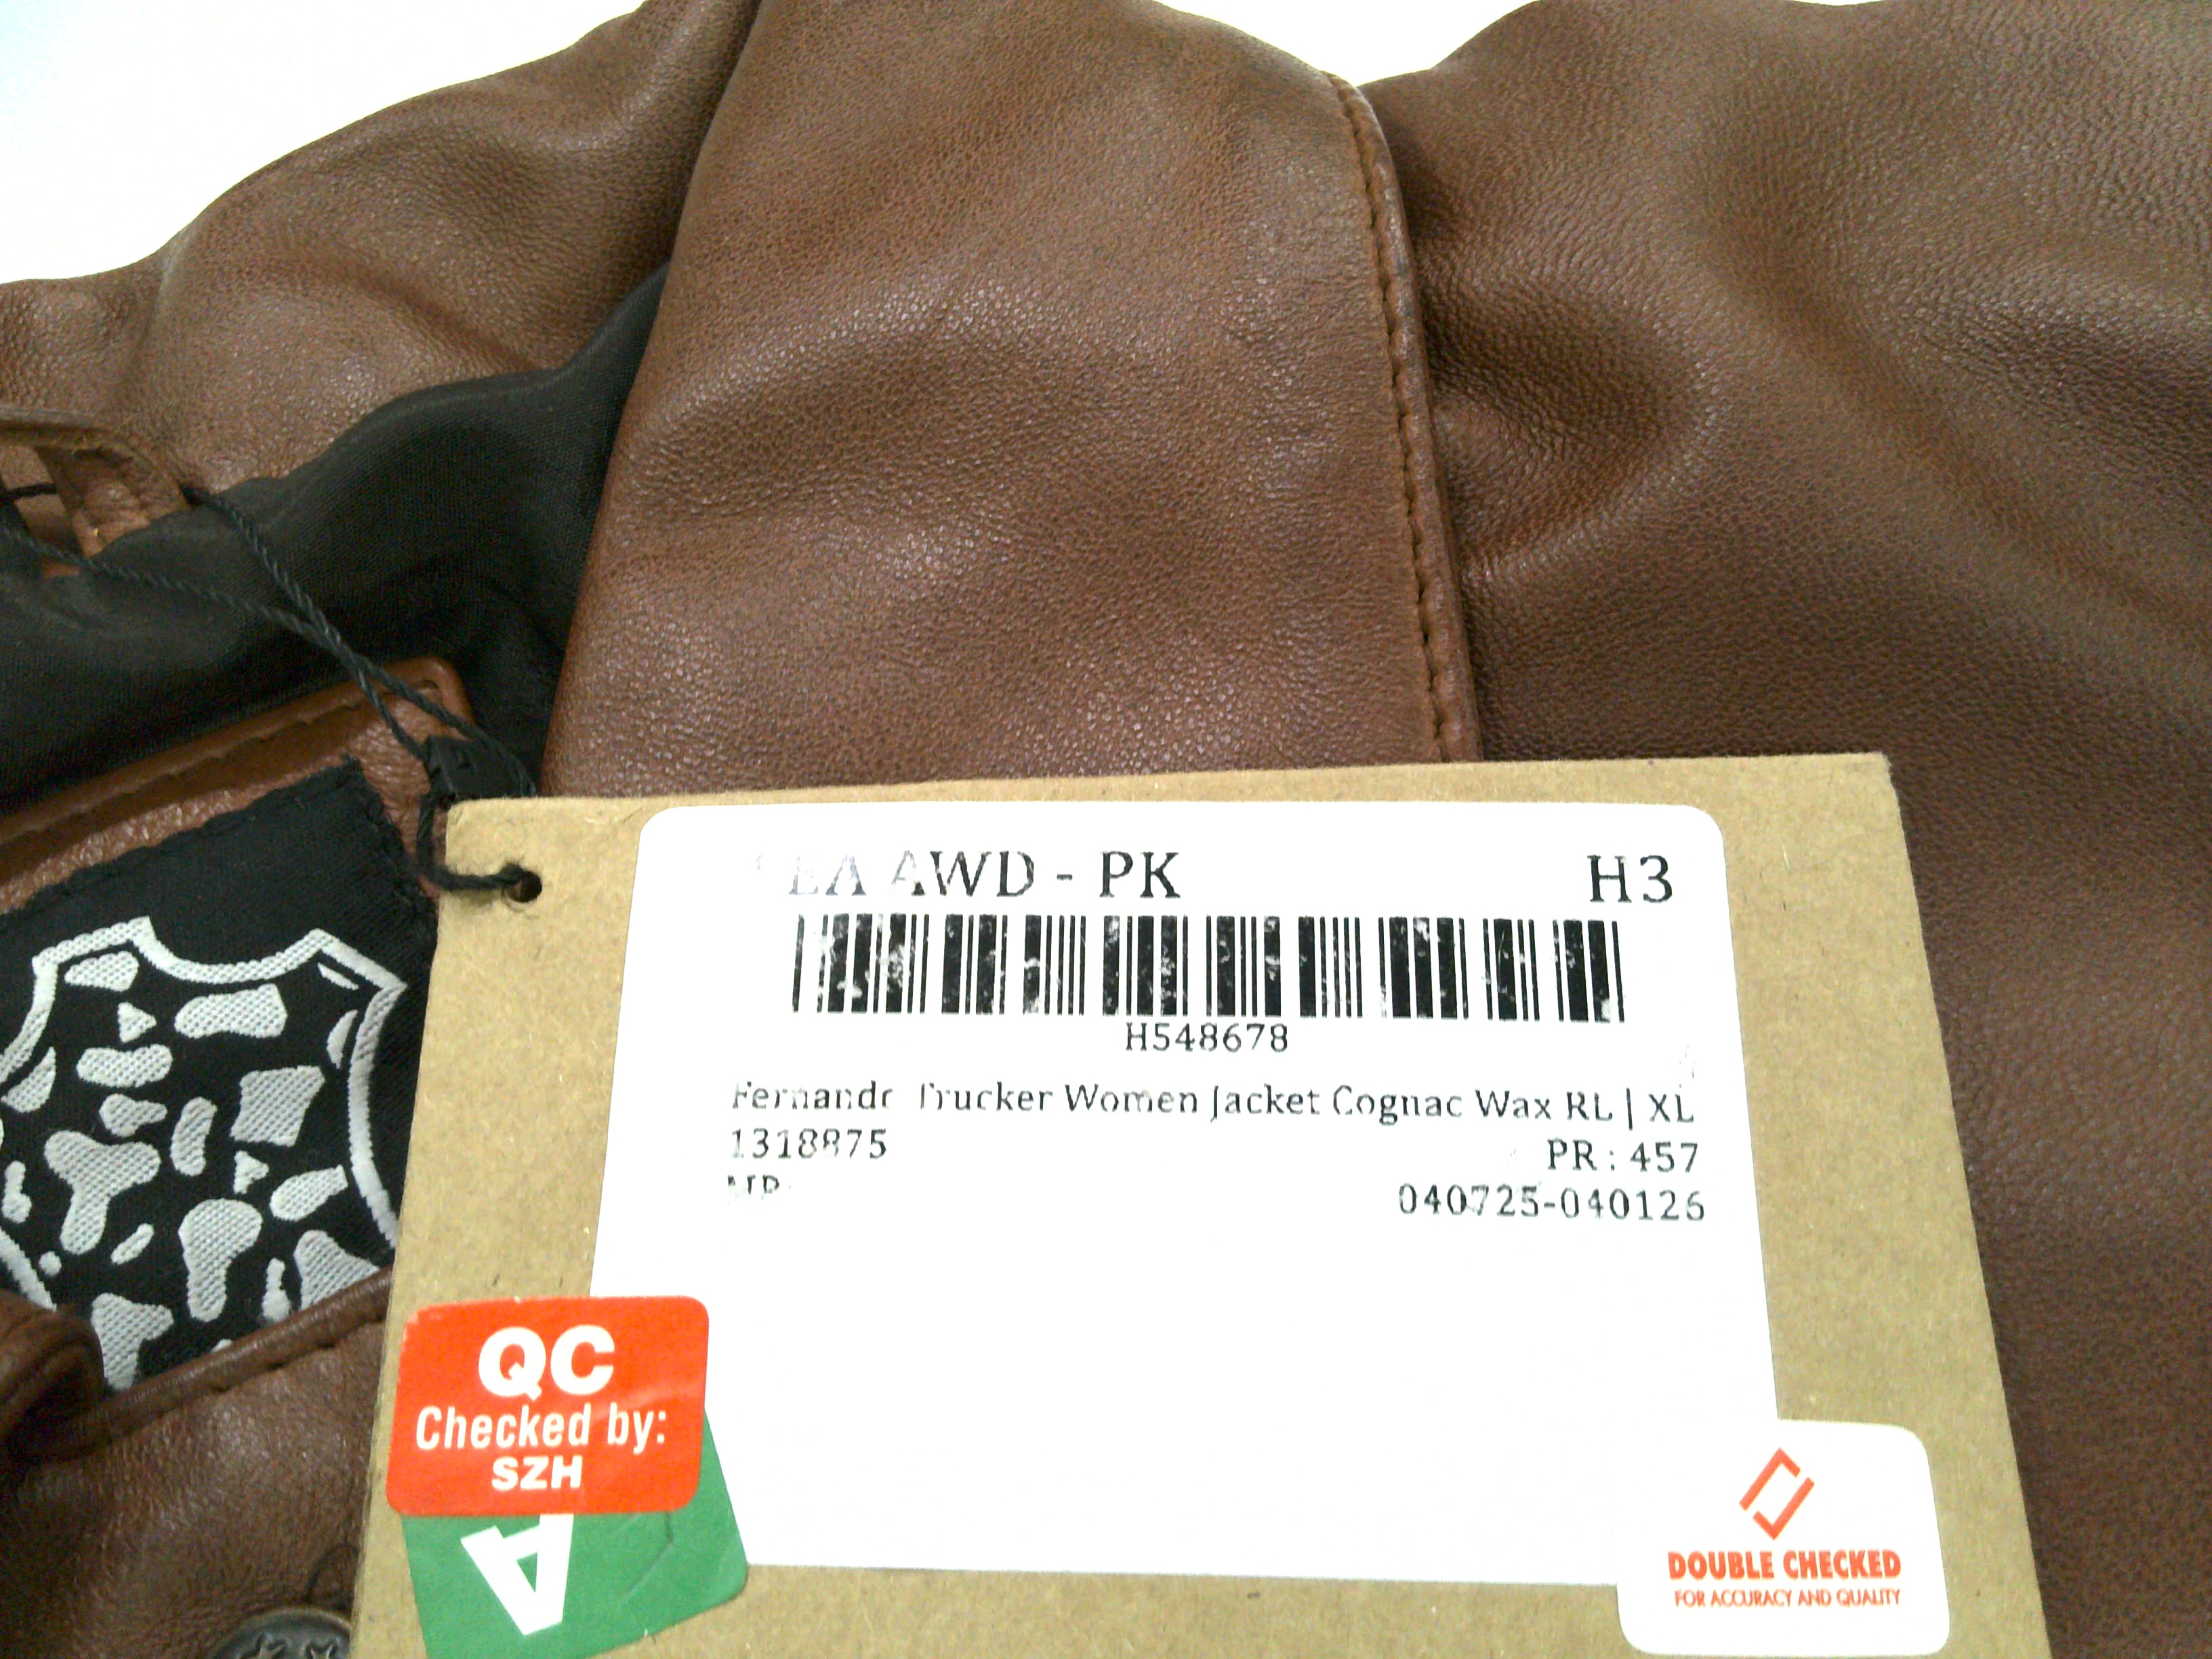 AWD - PK H3
H548678
Trucker Women Jacket Cognac Wax RL | XL
1318875 PR : 457
040725-040126
QC
Checked by:
SZH
A
DOUBLE CHECKED
FOR ACCURACY AND QUALITY